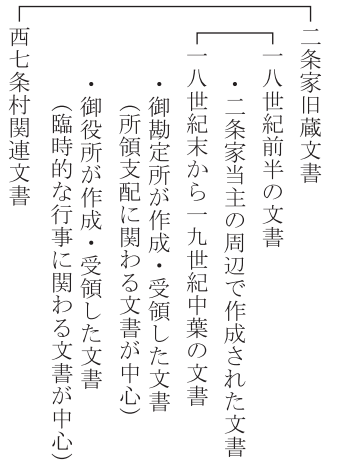 二条家旧蔵文書
一八世紀前半の文書
・二条家当主の周辺で作成された文書
一八世紀末から一九世紀中葉の文書
・御勘定所が作成・受領した文書
（所領支配に関わる文書が中心）
・御役所が作成・受領した文書
（臨時的な行事に関わる文書が中心）
西七条村関連文書